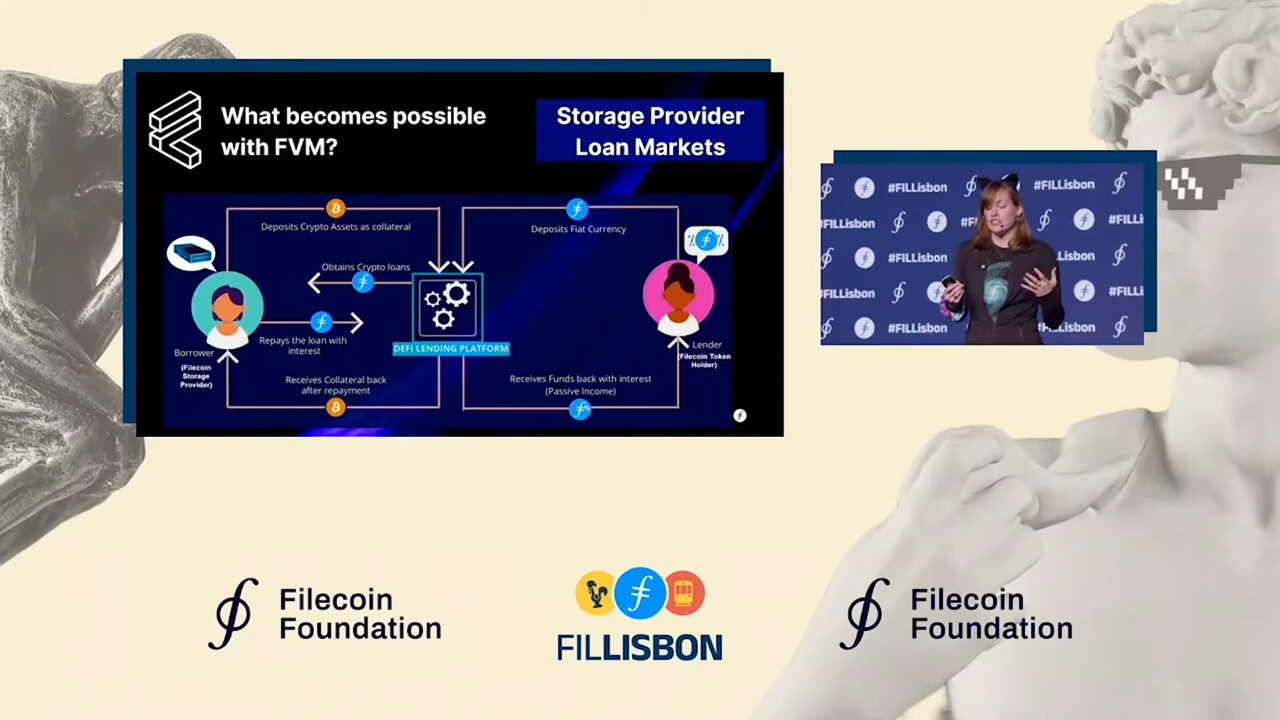 What becomes possible
with FVM?
Storage Provider
Loan Markets
Deposits Crypto Assets as collateral
Deposits Fiat Currency
Obtains Crypto loans
Repays the loan with
interest
DEFI LENDING PLATFORM
Borrower
(Filecoin
Storage
Provider)
Lender
(Filecoin Token
Holder)
Receives Collateral back
after repayment
Receives Funds back with interest
(Passive Income)
#FILLisbon
#FILLisbon
#FILLisbon
#FILLisbon
#FILLisbon
#FILLisbon
Filecoin
Foundation
FILLISBON
Filecoin
Foundation